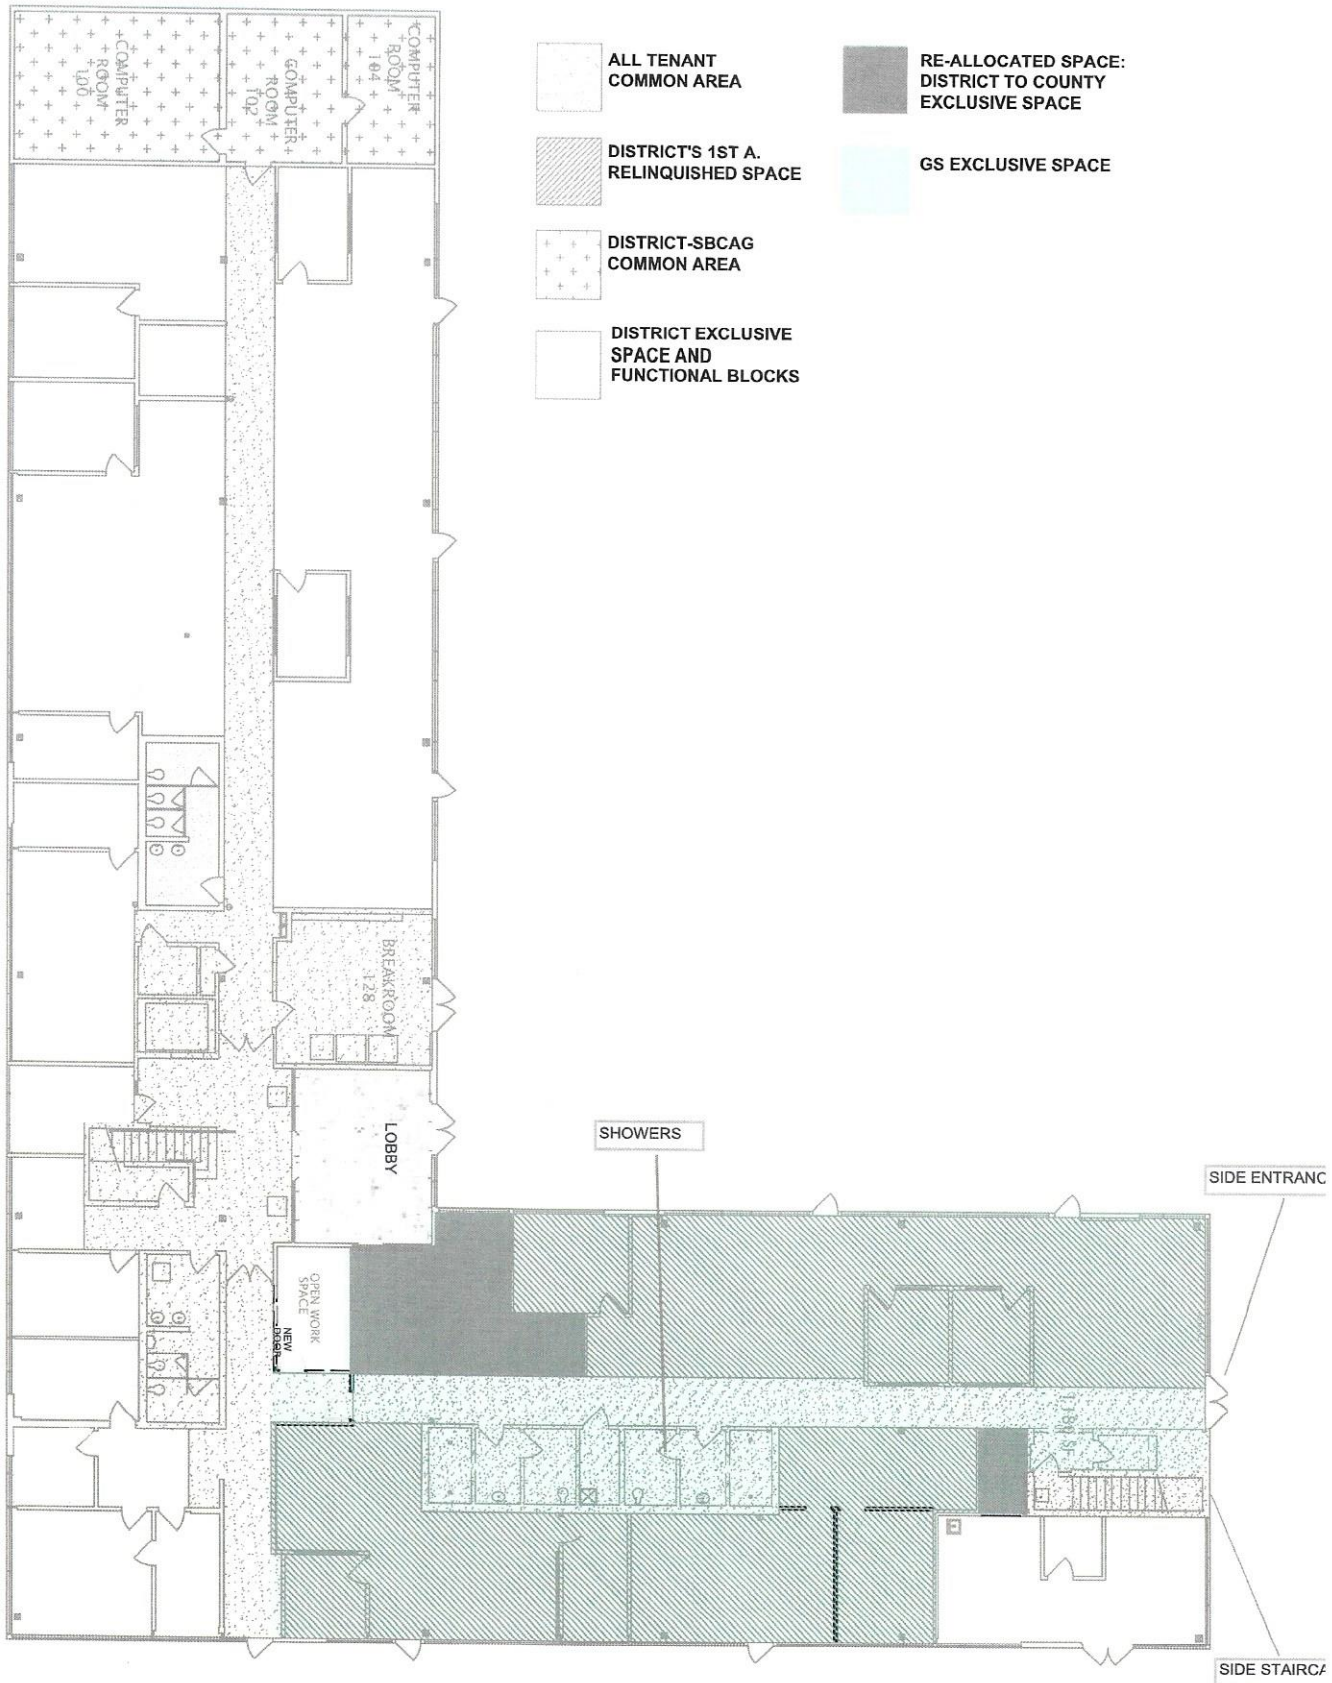 COMPUTER
ROOM
100
COMPUTER
ROOM
102
COMPUTER
ROOM
104
ALL TENANT
COMMON AREA
RE-ALLOCATED SPACE:
DISTRICT TO COUNTY
EXCLUSIVE SPACE
DISTRICT'S 1ST A.
RELINQUISHED SPACE
GS EXCLUSIVE SPACE
DISTRICT-SBCAG
COMMON AREA
DISTRICT EXCLUSIVE
SPACE AND
FUNCTIONAL BLOCKS
BREAKROOM
128
LOBBY
SHOWERS
SIDE ENTRANC
OPEN WORK
SPACE
NEW
DOOR
SIDE STAIRCA